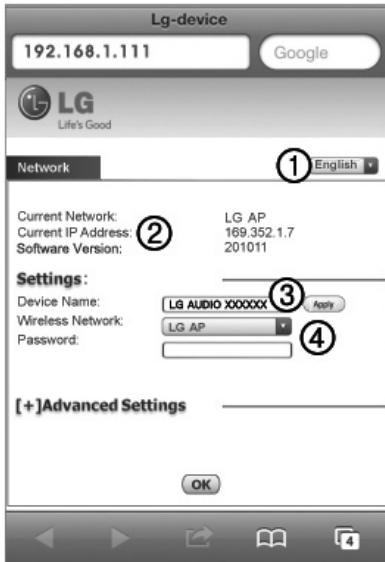 Lg-device
192.168.1.111 Google
LG
Life's Good
Network ① English
Current Network: LG AP
Current IP Address: ② 169.352.1.7
Software Version: 201011
Settings:
Device Name: LG AUDIO XXXXXX ③ Apply
Wireless Network: LG AP ④
Password:
[+]Advanced Settings
OK
4